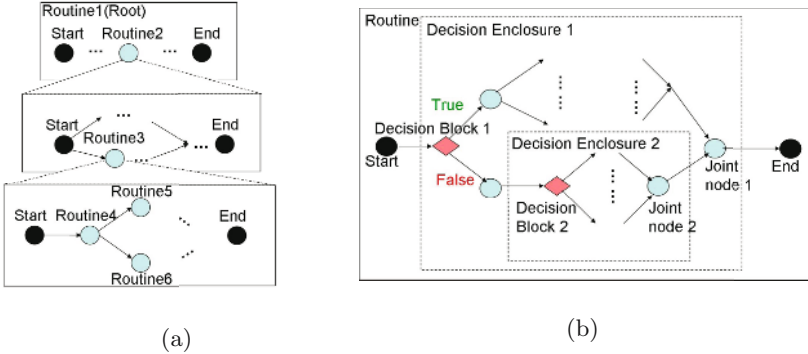 Routine1(Root)
Start Routine2 End
... ...
Start
... End
Routine3
... ...
Routine5
Start Routine4 ... End
...
Routine6
(a)
Routine
Decision Enclosure 1
True
Decision Block 1
Decision Enclosure 2
Start
False
Decision
Block 2
Joint
node 2
Joint
node 1
End
(b)